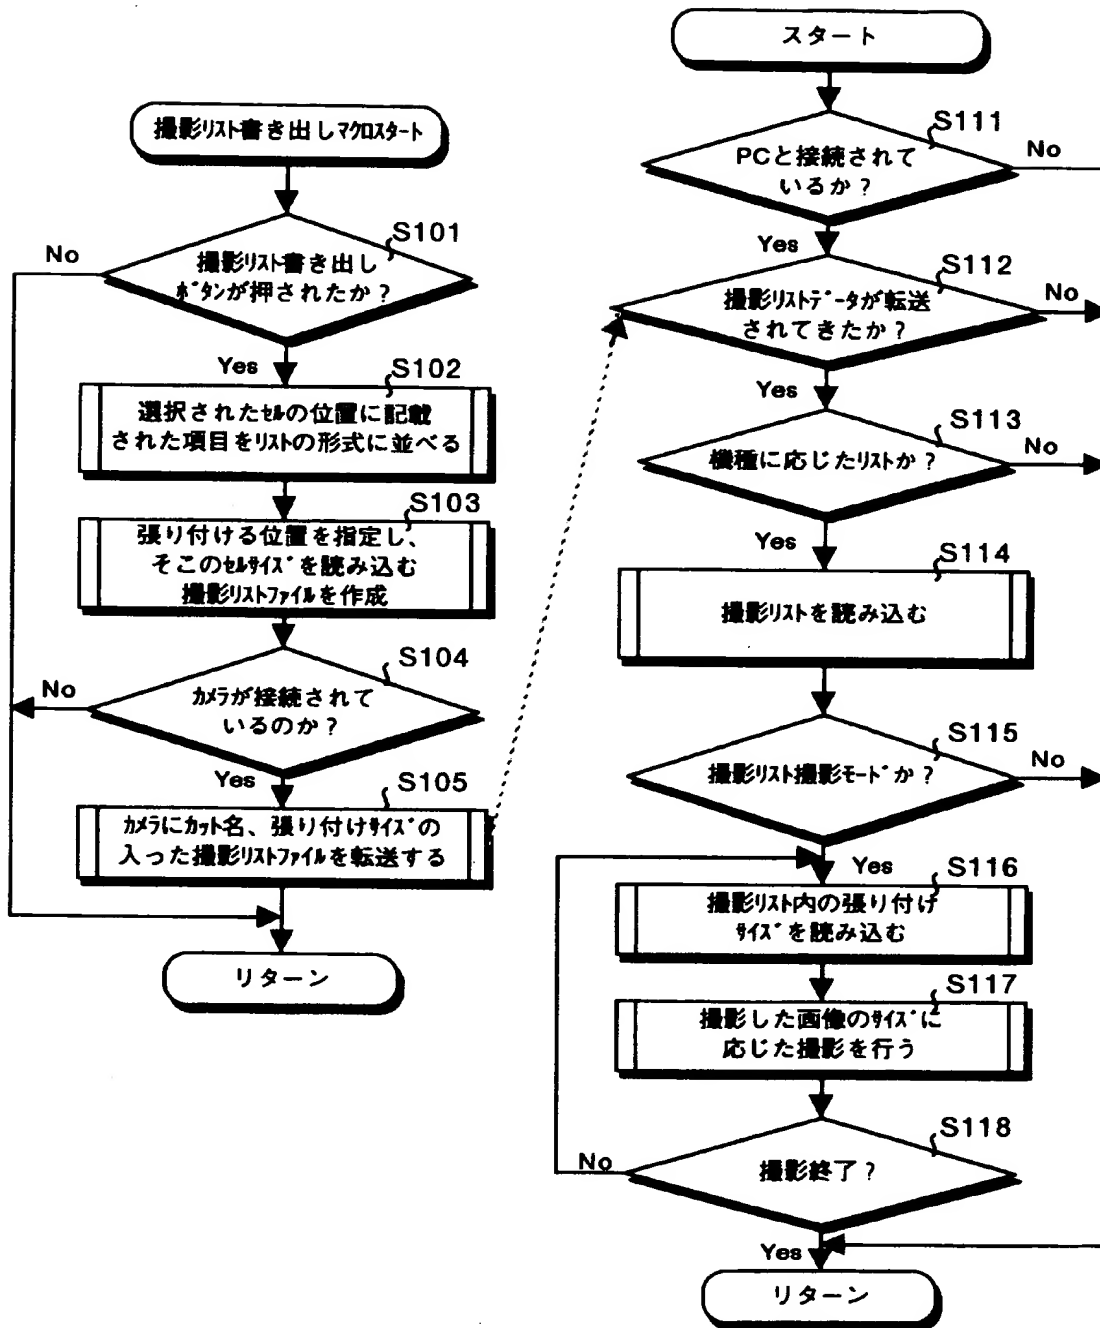 撮影リスト書き出しマクロスタート
S101
撮影リスト書き出し
ボタンが押されたか？
No
Yes
S102
選択されたセルの位置に記載
された項目をリストの形式に並べる
S103
張り付ける位置を指定し、
そこのセルサイズを読み込む
撮影リストファイルを作成
S104
カメラが接続されて
いるのか？
No
Yes
S105
カメラにカット名、張り付けサイズの
入った撮影リストファイルを転送する
リターン
スタート
S111
PCと接続されて
いるか？
No
Yes
S112
撮影リストデータが転送
されてきたか？
No
Yes
S113
機種に応じたリストか？
No
Yes
S114
撮影リストを読み込む
S115
撮影リスト撮影モードか？
No
Yes
S116
撮影リスト内の張り付け
サイズを読み込む
S117
撮影した画像のサイズに
応じた撮影を行う
S118
撮影終了？
No
Yes
リターン